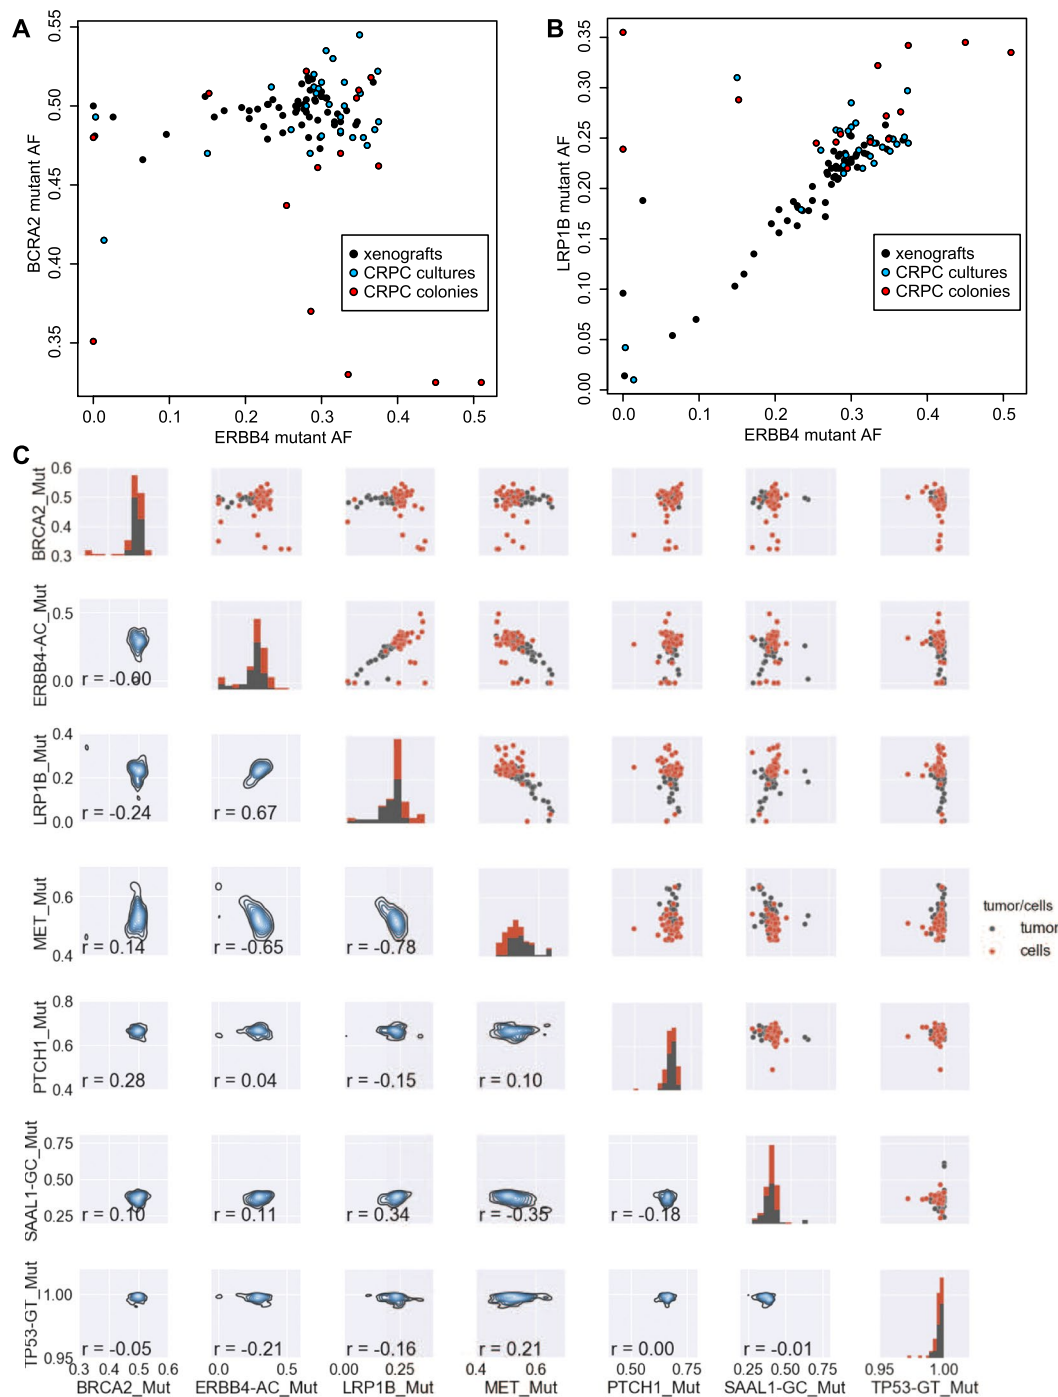 A
BCRA2 mutant AF
0.55
0.50
0.45
0.40
0.35
xenografts
CRPC cultures
CRPC colonies
0.0 0.1 0.2 0.3 0.4 0.5
ERBB4 mutant AF
B
LRP1B mutant AF
0.35
0.30
0.25
0.20
0.15
0.10
0.05
0.00
xenografts
CRPC cultures
CRPC colonies
0.0 0.1 0.2 0.3 0.4 0.5
ERBB4 mutant AF
C
BRCA2_Mut
0.6
0.5
0.4
0.3
ERBB4-AC_Mut
0.5
0.0
r = -0.00
LRP1B_Mut
0.4
0.2
0.0
r = -0.24
r = 0.67
MET_Mut
0.6
0.4
r = 0.14
r = -0.65
r = -0.78
tumor/cells
tumor
cells
PTCH1_Mut
0.8
0.6
0.4
r = 0.28
r = 0.04
r = -0.15
r = 0.10
SAAL1-GC_Mut
0.75
0.50
0.25
r = 0.10
r = 0.11
r = 0.34
r = -0.35
r = -0.18
TP53-GT_Mut
1.00
0.95
r = -0.05
r = -0.21
r = -0.16
r = 0.21
r = 0.00
r = -0.01
0.3 0.4 0.5 0.6
0.0 0.5
0.00 0.25
0.4 0.6
0.50 0.75
0.25 0.50 0.75
0.95 1.00
BRCA2_Mut
ERBB4-AC_Mut
LRP1B_Mut
MET_Mut
PTCH1_Mut
SAAL1-GC_Mut
TP53-GT_Mut